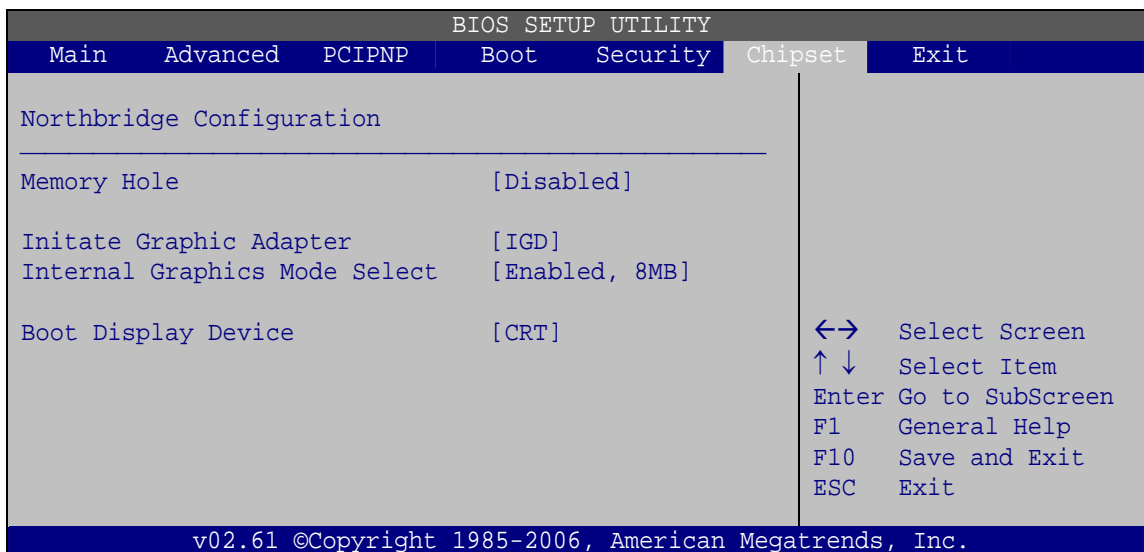 BIOS SETUP UTILITY
Main Advanced PCIPNP Boot Security Chipset Exit
Northbridge Configuration
Memory Hole [Disabled]
Initate Graphic Adapter [IGD]
Internal Graphics Mode Select [Enabled, 8MB]
Boot Display Device [CRT]
←→ Select Screen
↑ ↓ Select Item
Enter Go to SubScreen
F1 General Help
F10 Save and Exit
ESC Exit
v02.61 ©Copyright 1985-2006, American Megatrends, Inc.